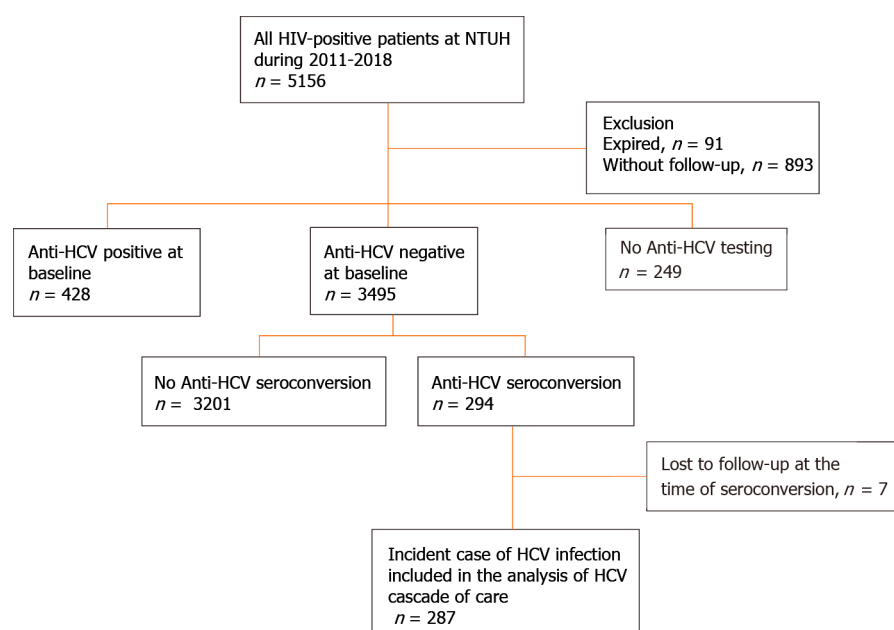 All HIV-positive patients at NTUH
during 2011-2018
n = 5156
Exclusion
Expired, n = 91
Without follow-up, n = 893
Anti-HCV positive at
baseline
n = 428
Anti-HCV negative
at baseline
n = 3495
No Anti-HCV testing
n = 249
No Anti-HCV seroconversion
n = 3201
Anti-HCV seroconversion
n = 294
Lost to follow-up at the
time of seroconversion, n = 7
Incident case of HCV infection
included in the analysis of HCV
cascade of care
n = 287